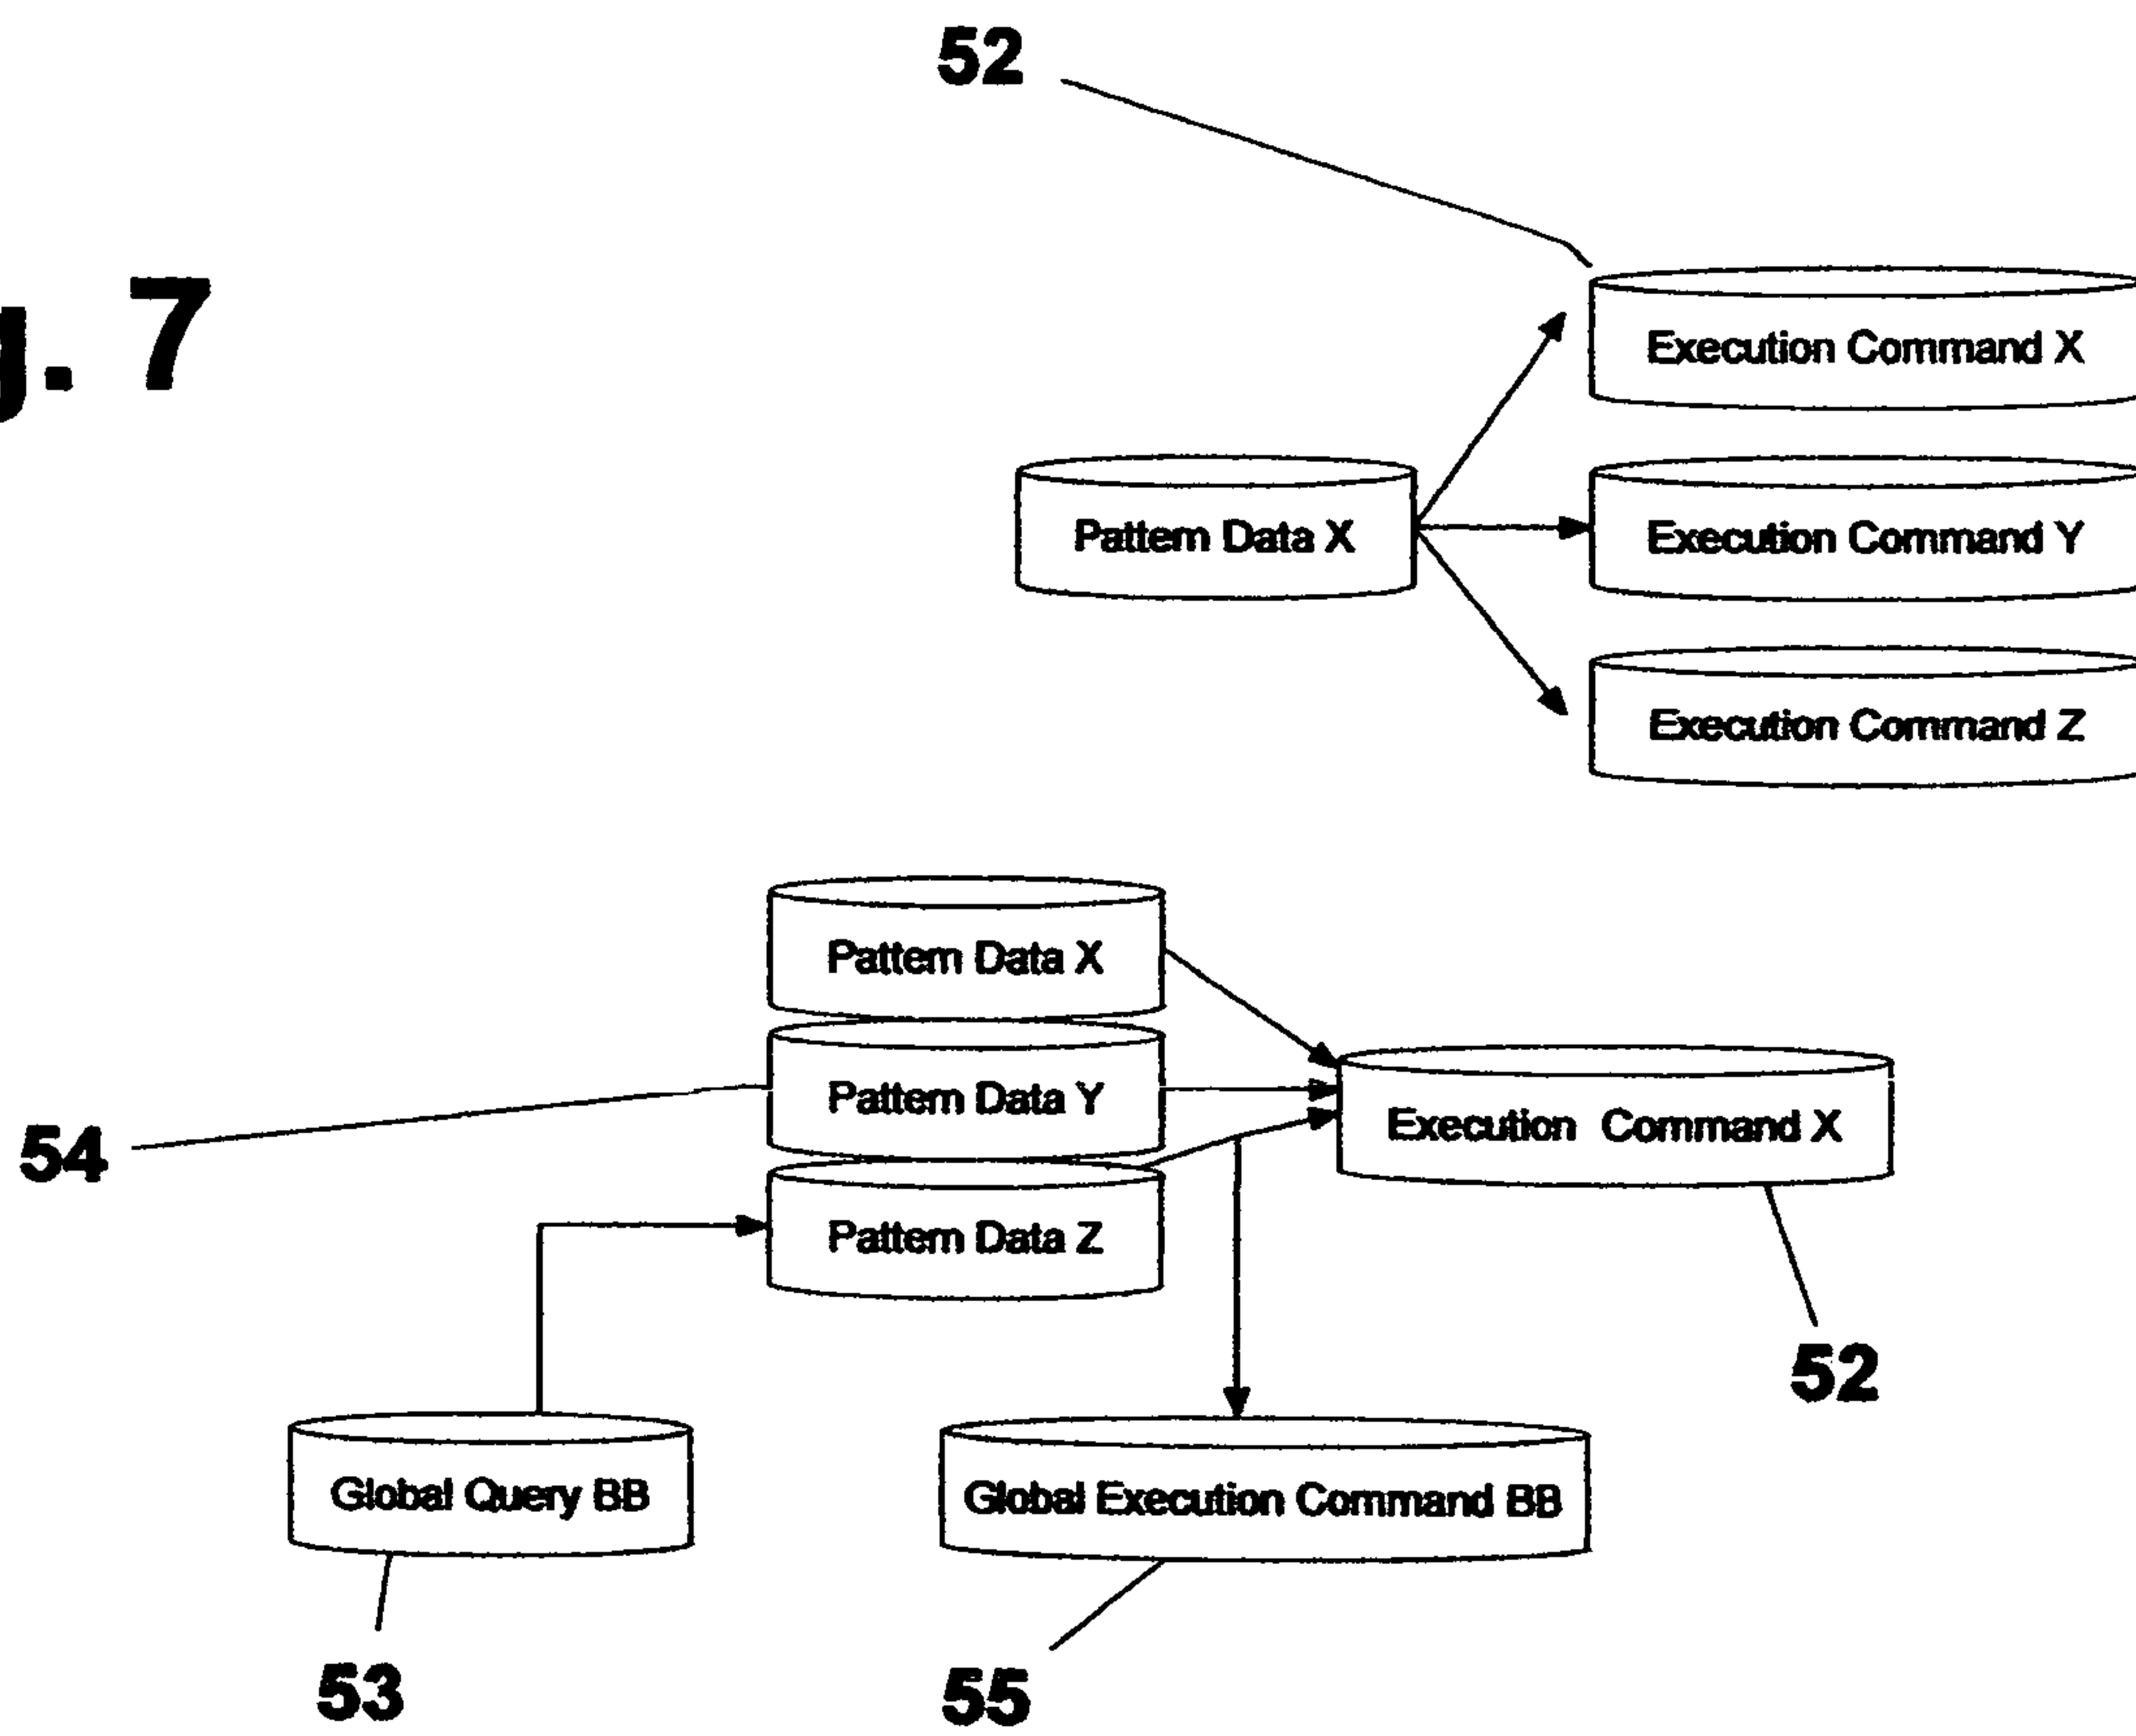 52
g. 7
Execution Command X
Pattern Data X
Execution Command Y
Execution Command Z
Pattern Data X
Pattern Data Y
Execution Command X
54
Pattern Data Z
52
Global Query BB
Global Execution Command BB
53
55